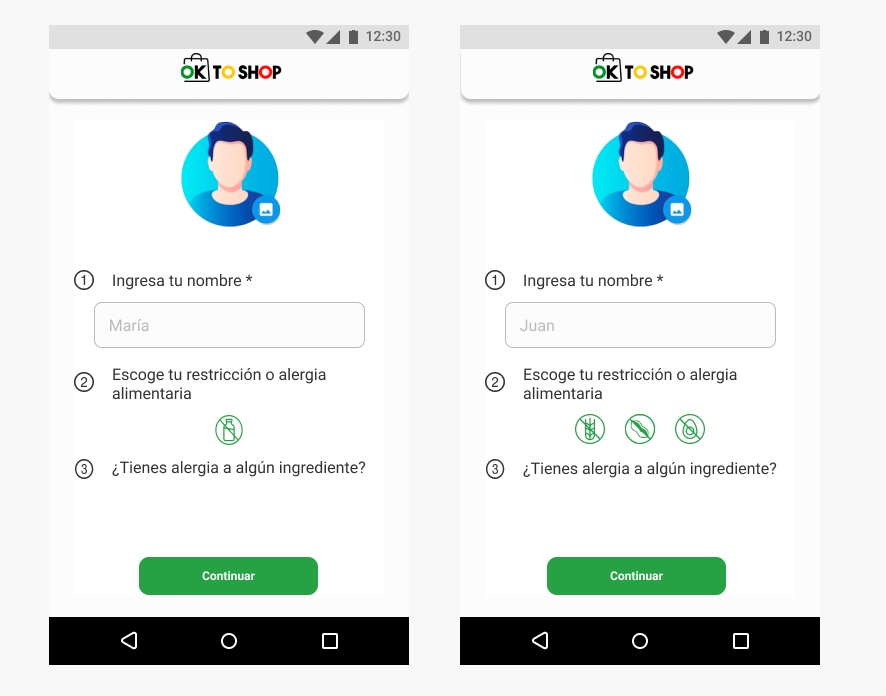 12:30
OK TO SHOP
1 Ingresa tu nombre *
María
2 Escoge tu restricción o alergia
alimentaria
3 ¿Tienes alergia a algún ingrediente?
Continuar
12:30
OK TO SHOP
1 Ingresa tu nombre *
Juan
2 Escoge tu restricción o alergia
alimentaria
3 ¿Tienes alergia a algún ingrediente?
Continuar